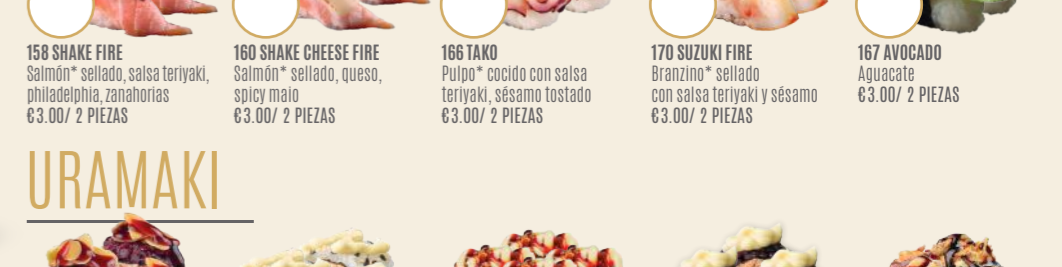 158 SHAKE FIRE
Salmón* sellado, salsa teriyaki,
philadelphia, zanahorias
€3.00/ 2 PIEZAS
160 SHAKE CHEESE FIRE
Salmón* sellado, queso,
spicy maio
€3.00/ 2 PIEZAS
166 TAKO
Pulpo* cocido con salsa
teriyaki, sésamo tostado
€3.00/ 2 PIEZAS
170 SUZUKI FIRE
Branzino* sellado
con salsa teriyaki y sésamo
€3.00/ 2 PIEZAS
167 AVOCADO
Aguacate
€3.00/ 2 PIEZAS
URAMAKI